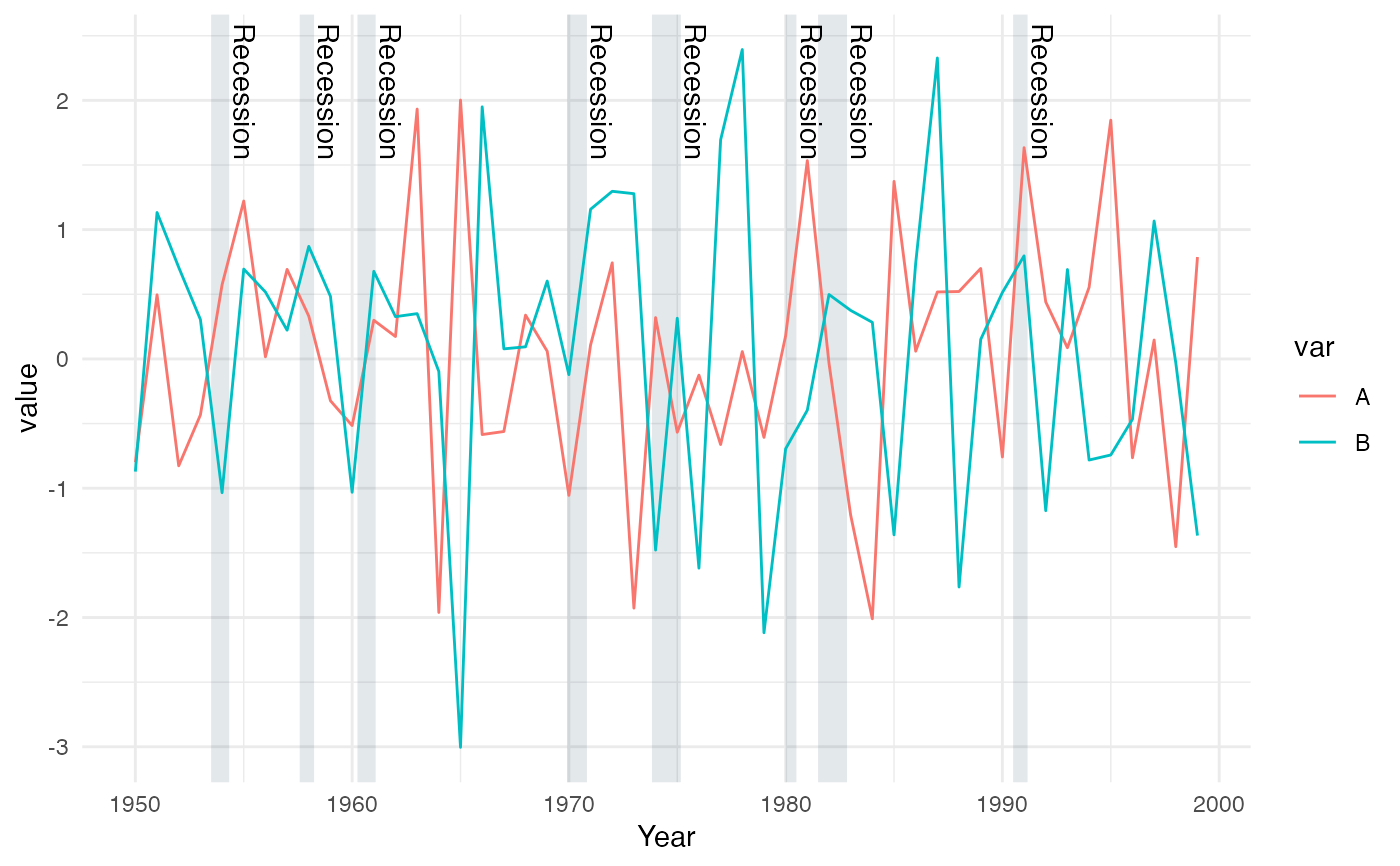 Recession
Recession
Recession
Recession
Recession
Recession
Recession
Recession
2
1
0
-1
-2
-3
value
1950
1960
1970
1980
1990
2000
Year
var
A
B